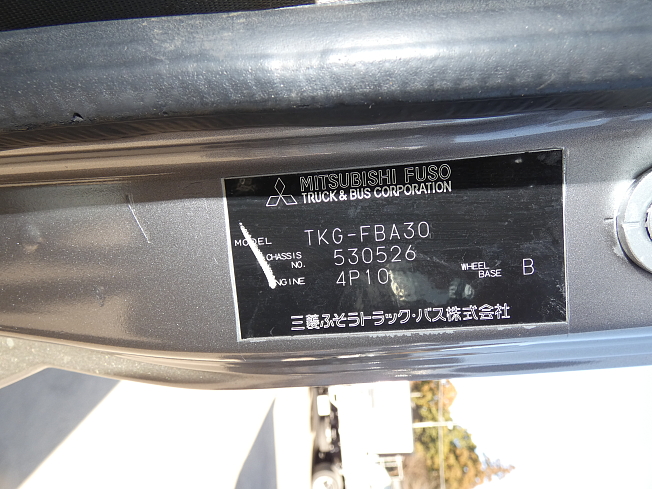 MITSUBISHI FUSO
TRUCK & BUS CORPORATION
MODEL TKG-FBA30
CHASSIS NO. 530526
ENGINE 4P10 WHEEL BASE B
三菱ふそうトラック・バス株式会社